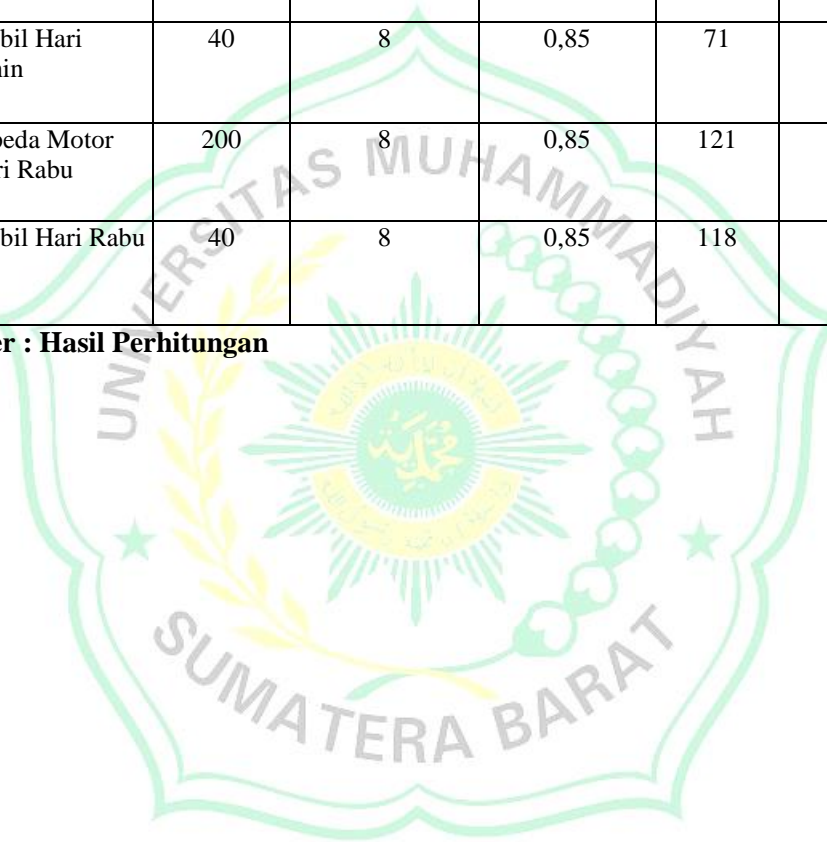 bil Hari 40 8 0,85 71
in
eda Motor 200 8 0,85 121
ri Rabu
bil Hari Rabu 40 8 0,85 118
er : Hasil Perhitungan
UNIVERSITAS MUHAMMADIYAH
SUMATERA BARAT